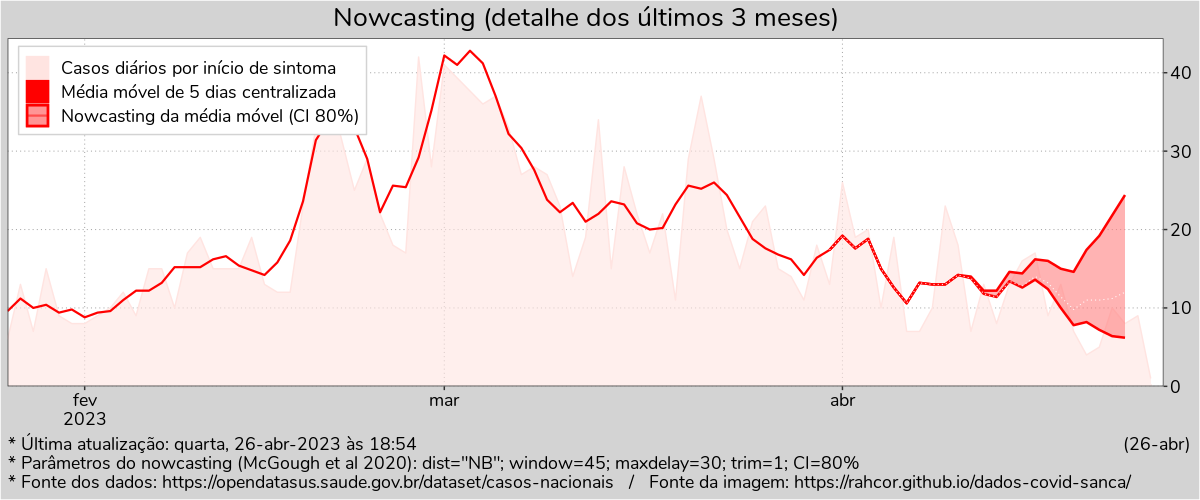 Nowcasting (detalhe dos últimos 3 meses)
Casos diários por início de sintoma
Média móvel de 5 dias centralizada
Nowcasting da média móvel (CI 80%)
40
30
20
10
0
fev
2023
mar
abr
* Última atualização: quarta, 26-abr-2023 às 18:54
(26-abr)
* Parâmetros do nowcasting (McGough et al 2020): dist="NB"; window=45; maxdelay=30; trim=1; CI=80%
* Fonte dos dados: https://opendatasus.saude.gov.br/dataset/casos-nacionais / Fonte da imagem: https://rahcor.github.io/dados-covid-sanca/